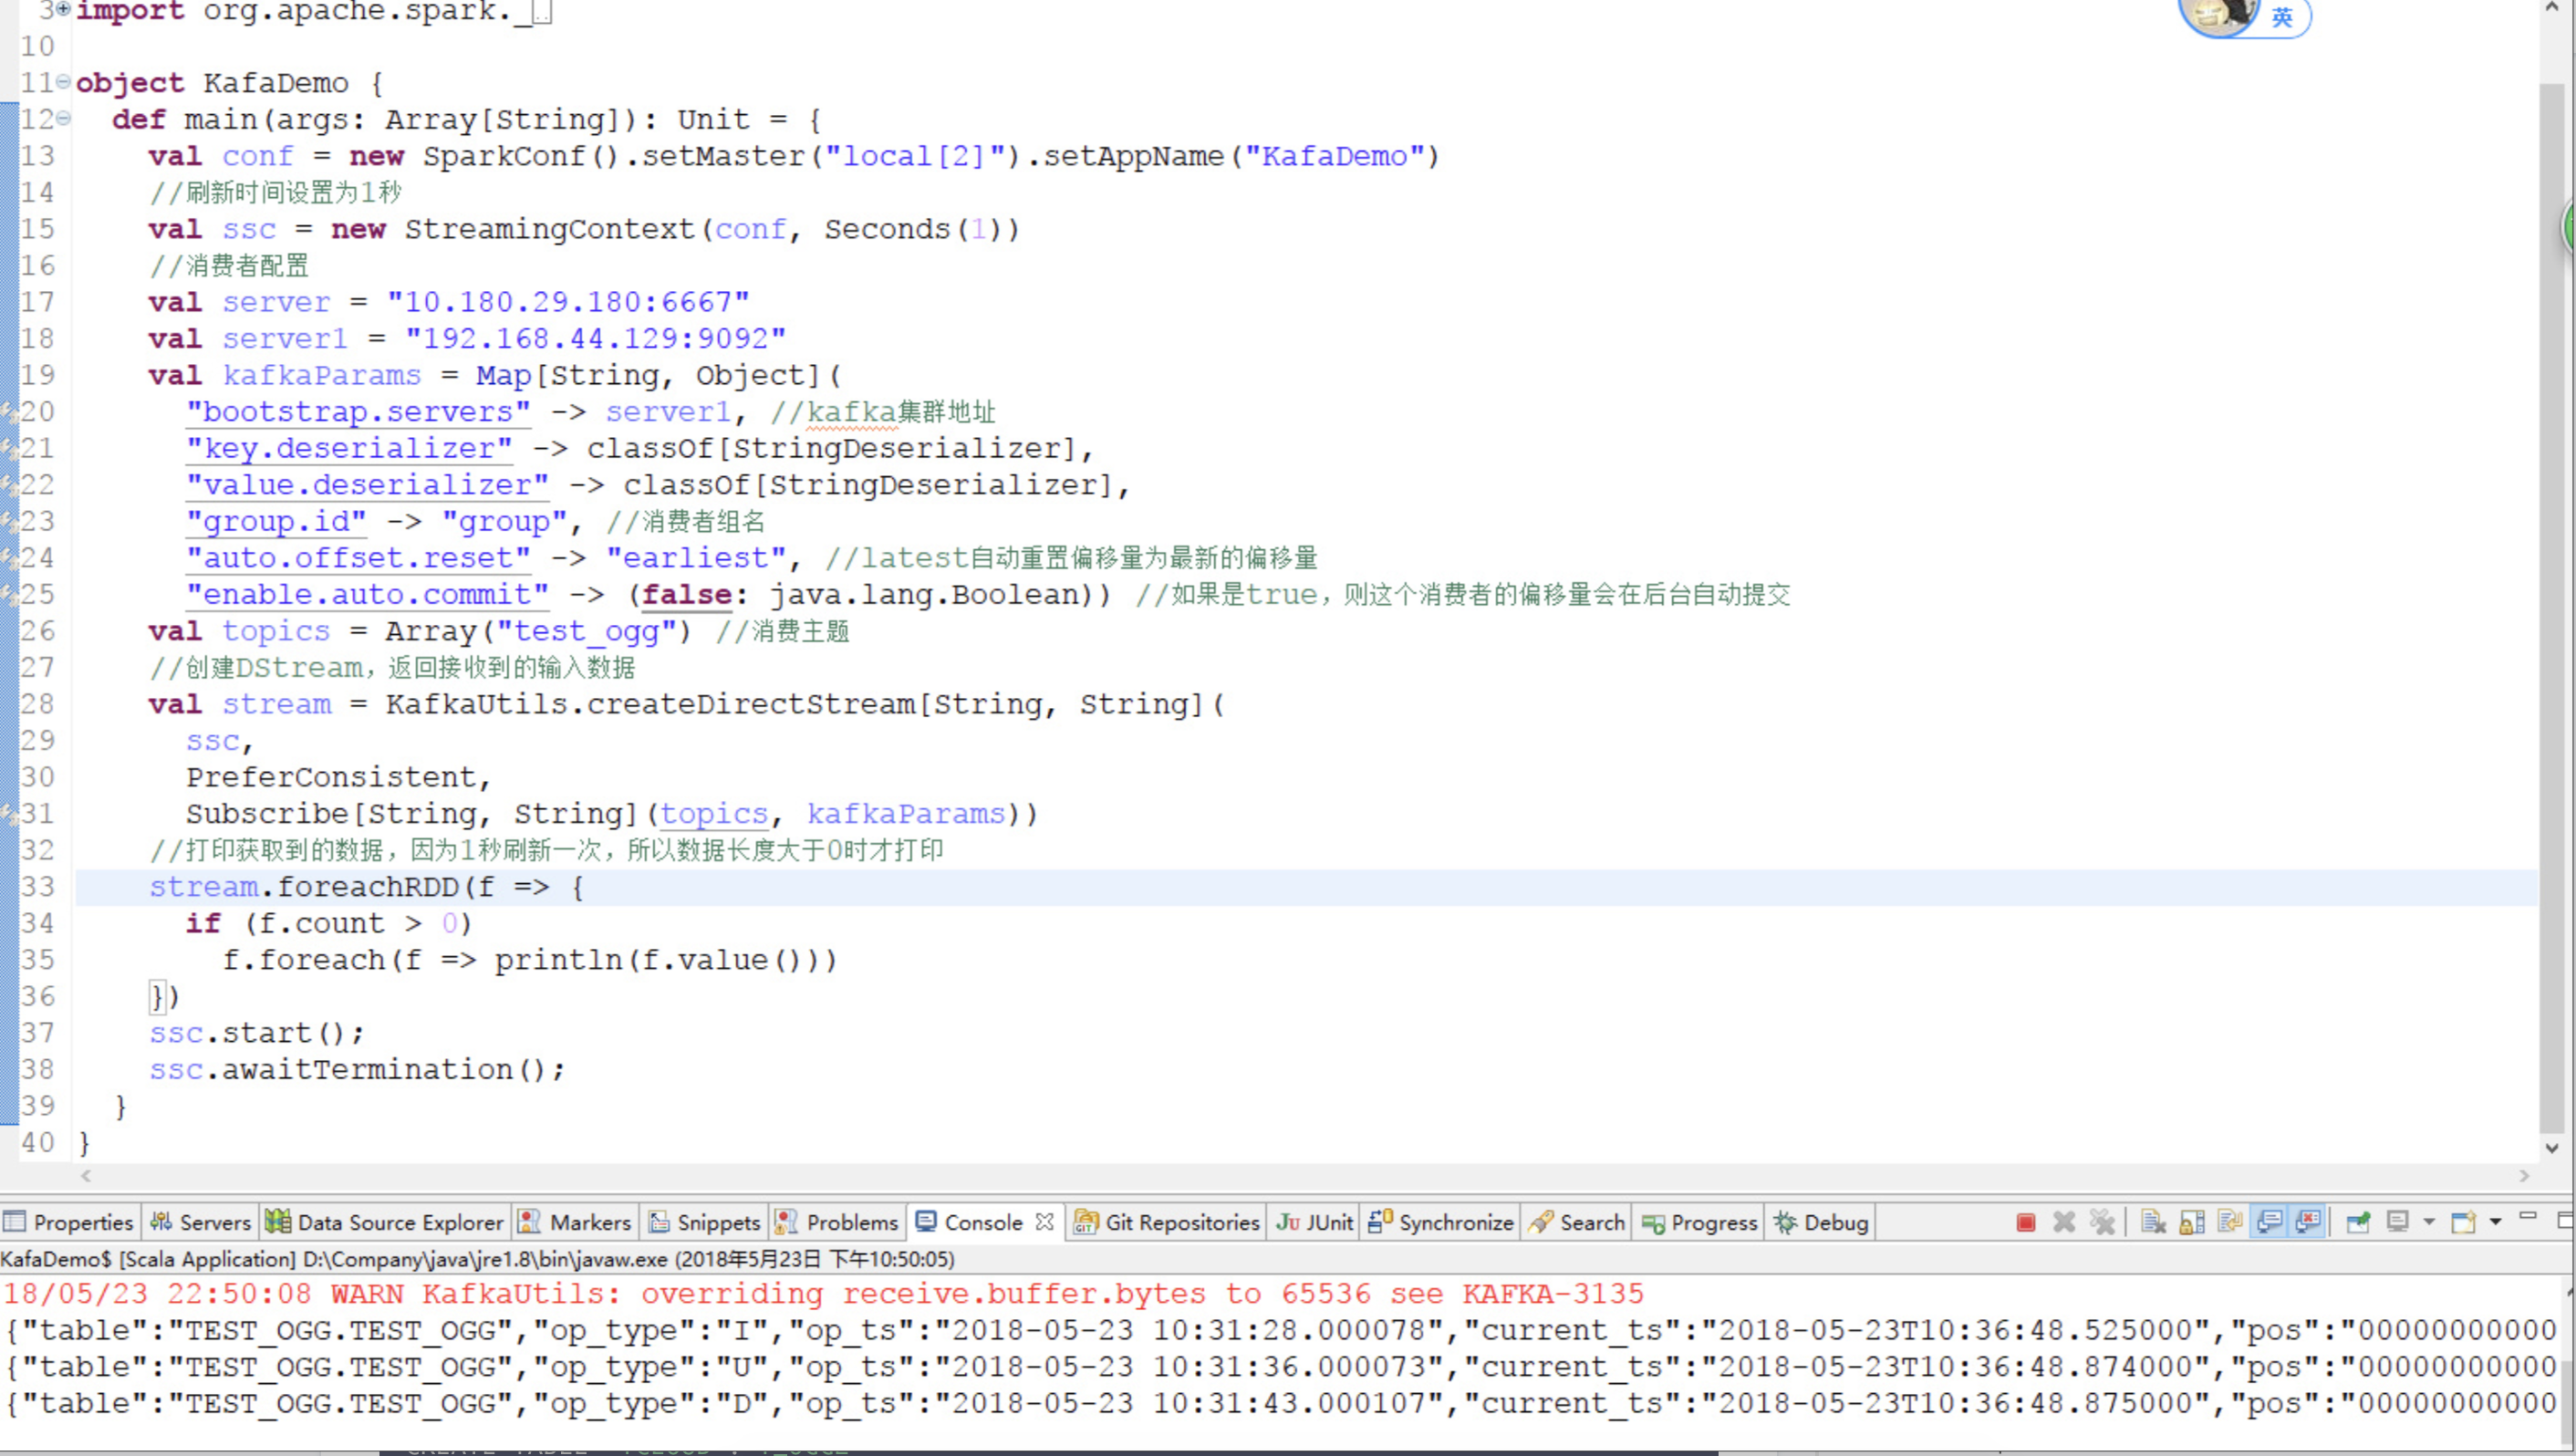 3 import org.apache.spark._
英
10
11 object KafaDemo {
12   def main(args: Array[String]): Unit = {
13     val conf = new SparkConf().setMaster("local[2]").setAppName("KafaDemo")
14     //刷新时间设置为1秒
15     val ssc = new StreamingContext(conf, Seconds(1))
16     //消费者配置
17     val server = "10.180.29.180:6667"
18     val server1 = "192.168.44.129:9092"
19     val kafkaParams = Map[String, Object](
20       "bootstrap.servers" -> server1, //kafka集群地址
21       "key.deserializer" -> classOf[StringDeserializer],
22       "value.deserializer" -> classOf[StringDeserializer],
23       "group.id" -> "group", //消费者组名
24       "auto.offset.reset" -> "earliest", //latest自动重置偏移量为最新的偏移量
25       "enable.auto.commit" -> (false: java.lang.Boolean)) //如果是true，则这个消费者的偏移量会在后台自动提交
26     val topics = Array("test_ogg") //消费主题
27     //创建DStream，返回接收到的输入数据
28     val stream = KafkaUtils.createDirectStream[String, String](
29       ssc,
30       PreferConsistent,
31       Subscribe[String, String](topics, kafkaParams))
32     //打印获取到的数据，因为1秒刷新一次，所以数据长度大于0时才打印
33     stream.foreachRDD(f => {
34       if (f.count > 0)
35         f.foreach(f => println(f.value()))
36     })
37     ssc.start();
38     ssc.awaitTermination();
39   }
40 }
Properties Servers Data Source Explorer Markers Snippets Problems Console Git Repositories JUnit Synchronize Search Progress Debug
KafaDemo$ [Scala Application] D:\Company\java\jre1.8\bin\javaw.exe (2018年5月23日 下午10:50:05)
18/05/23 22:50:08 WARN KafkaUtils: overriding receive.buffer.bytes to 65536 see KAFKA-3135
{"table":"TEST_OGG.TEST_OGG","op_type":"I","op_ts":"2018-05-23 10:31:28.000078","current_ts":"2018-05-23T10:36:48.525000","pos":"00000000000
{"table":"TEST_OGG.TEST_OGG","op_type":"U","op_ts":"2018-05-23 10:31:36.000073","current_ts":"2018-05-23T10:36:48.874000","pos":"00000000000
{"table":"TEST_OGG.TEST_OGG","op_type":"D","op_ts":"2018-05-23 10:31:43.000107","current_ts":"2018-05-23T10:36:48.875000","pos":"00000000000